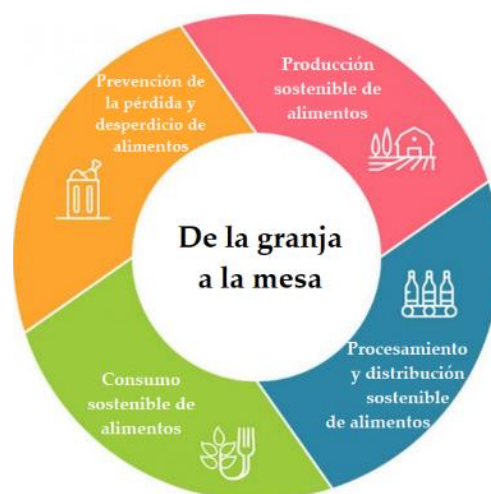 Prevención de
la pérdida y
desperdicio de
alimentos
Producción
sostenible de
alimentos
De la granja
a la mesa
Procesamiento
y distribución
sostenible
de alimentos
Consumo
sostenible de
alimentos